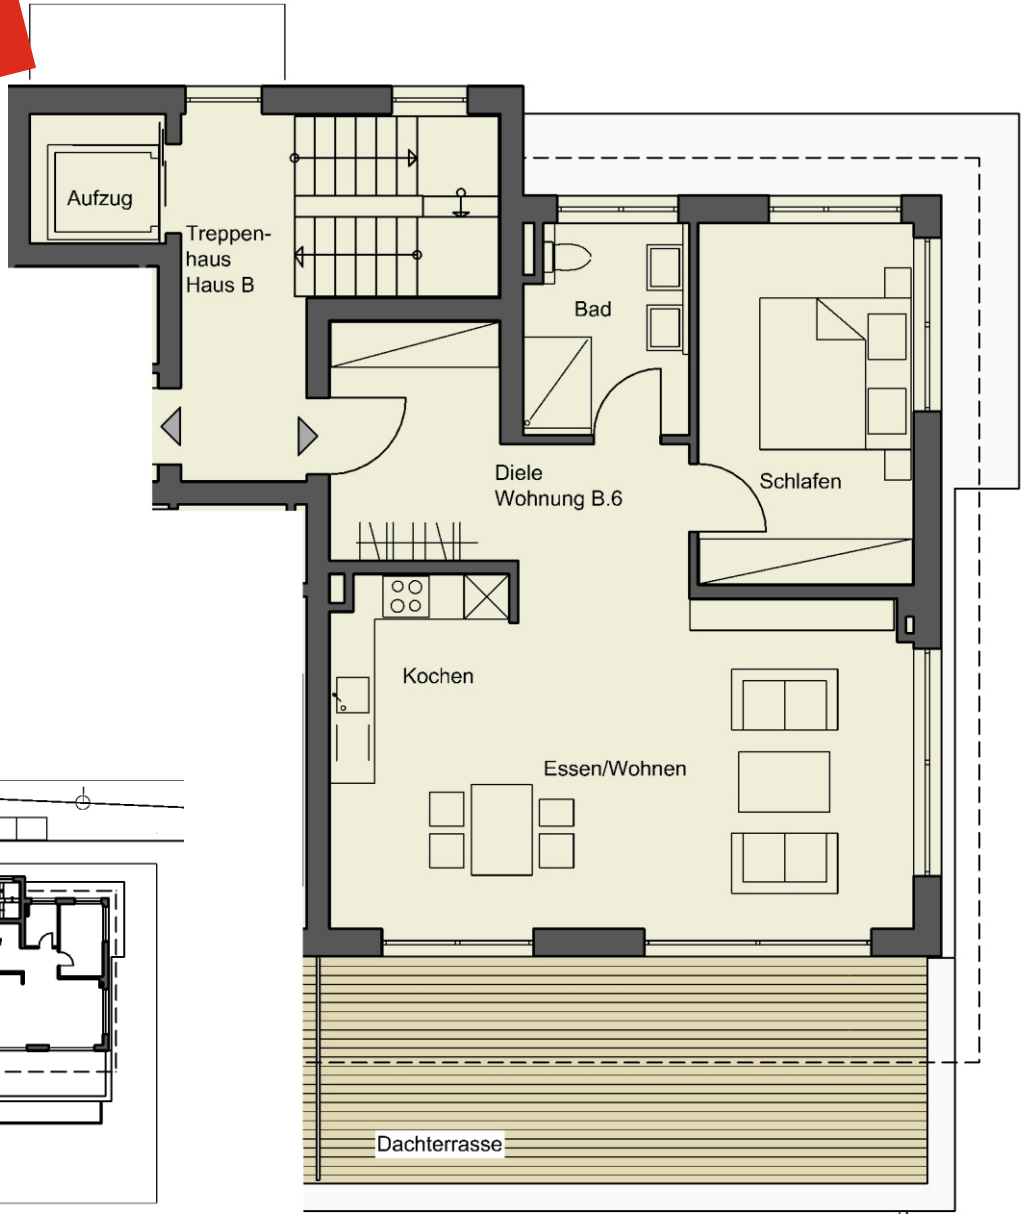 Aufzug
Treppen-
haus
Haus B
Bad
Diele
Wohnung B.6
Schlafen
Kochen
Essen/Wohnen
Dachterrasse